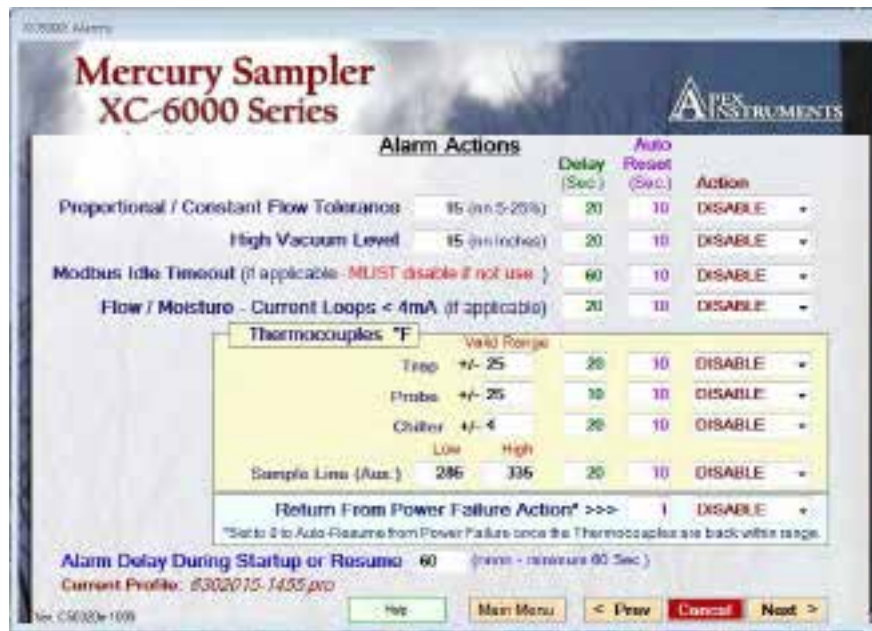 XC6000 Alarms
Mercury Sampler
XC-6000 Series
APEX INSTRUMENTS
Alarm Actions
Delay (Sec.) Auto Reset (Sec.) Action
Proportional / Constant Flow Tolerance 15 5-25%) 20 10 DISABLE
High Vacuum Level 15 inches) 20 10 DISABLE
Modbus Idle Timeout (if applicable - MUST disable if not use ) 60 10 DISABLE
Flow / Moisture - Current Loops < 4mA (if applicable) 20 10 DISABLE
Thermocouples °F
Valid Range
Trap +/- 25 20 10 DISABLE
Probe +/- 25 10 10 DISABLE
Chiller +/- 4 20 10 DISABLE
Low High
Sample Line (Aux.) 286 336 20 10 DISABLE
Return From Power Failure Action* >>> 1 DISABLE
*Set to 0 to Auto-Resume from Power Failure once the Thermocouples are back within range.
Alarm Delay During Startup or Resume 60 - minimum 60 Sec.)
Current Profile: 6302015-1455.pro
Help Main Menu < Prev Cancel Next >